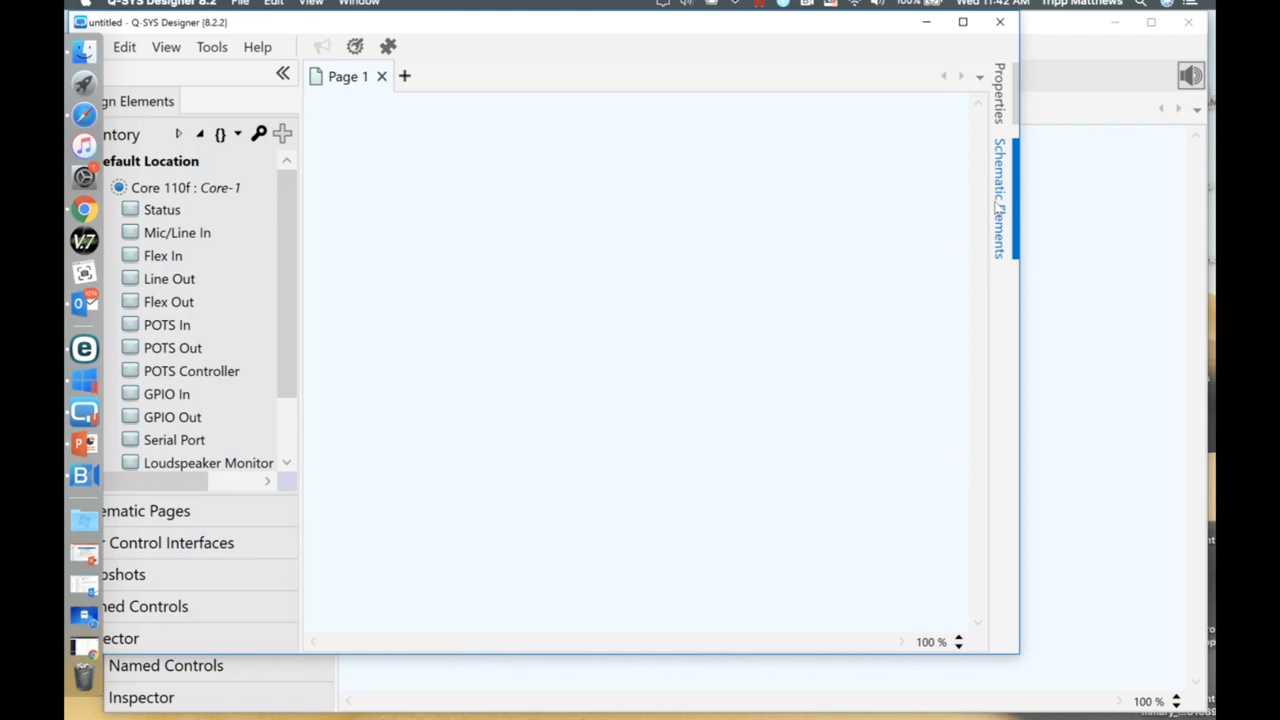 Q-SYS Designer 8.2 File Edit View Window
100% Wed 11:42 AM Tripp Matthews
untitled - Q-SYS Designer [8.2.2]
Edit View Tools Help
Page 1
Properties
Schematic Elements
gn Elements
ntory {}
efault Location
Core 110f : Core-1
Status
Mic/Line In
Flex In
Line Out
Flex Out
POTS In
POTS Out
POTS Controller
GPIO In
GPIO Out
Serial Port
Loudspeaker Monitor
ematic Pages
r Control Interfaces
pshots
ned Controls
ector
100 %
Named Controls
Inspector
100 %